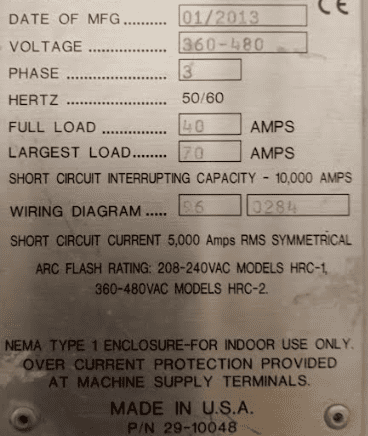 CE
DATE OF MFG ............... 01/2013
VOLTAGE ................... 360-480
PHASE ..................... 3
HERTZ ..................... 50/60
FULL LOAD ............ 40 AMPS
LARGEST LOAD........ 70 AMPS
SHORT CIRCUIT INTERRUPTING CAPACITY - 10,000 AMPS
WIRING DIAGRAM ..... 96 0284
SHORT CIRCUIT CURRENT 5,000 Amps RMS SYMMETRICAL
ARC FLASH RATING: 208-240VAC MODELS HRC-1,
360-480VAC MODELS HRC-2.
NEMA TYPE 1 ENCLOSURE-FOR INDOOR USE ONLY.
OVER CURRENT PROTECTION PROVIDED
AT MACHINE SUPPLY TERMINALS.
MADE IN U.S.A.
P/N 29-10048